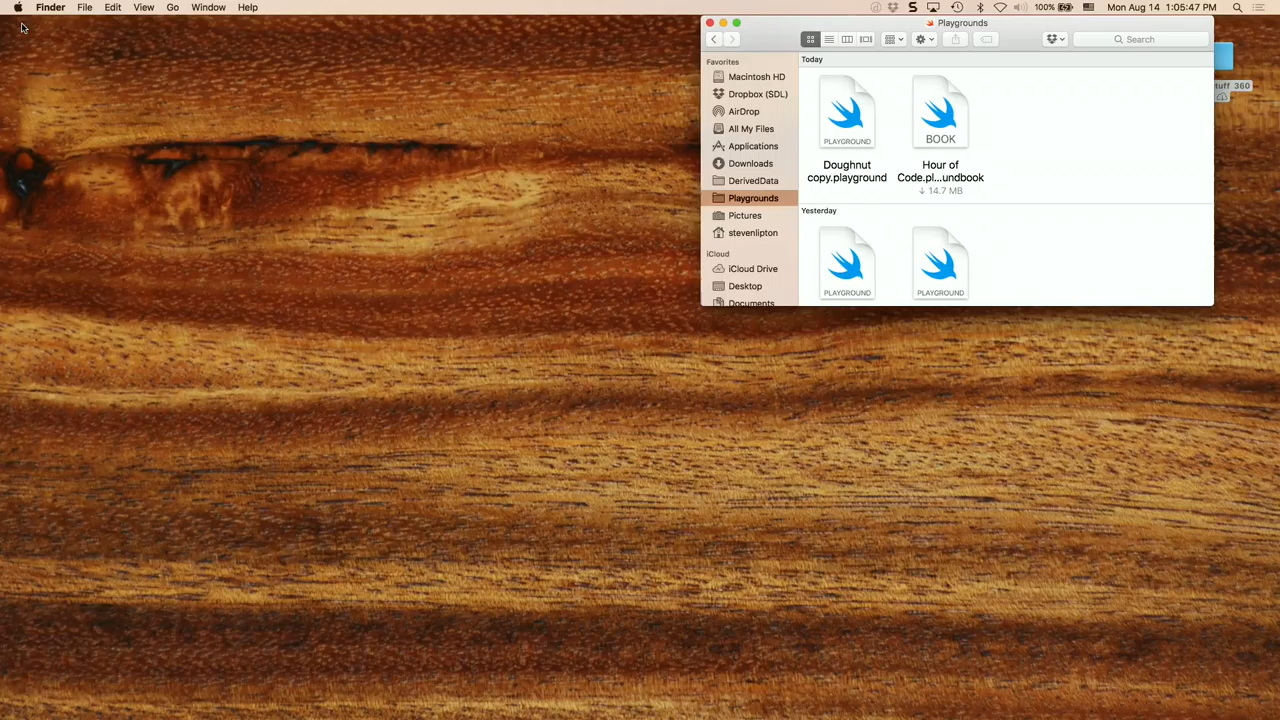 Finder File Edit View Go Window Help 100% Mon Aug 14 1:05:47 PM
Playgrounds
Search
Favorites
Macintosh HD
Dropbox (SDL)
AirDrop
All My Files
Applications
Downloads
DerivedData
Playgrounds
Pictures
stevenlipton
iCloud
iCloud Drive
Desktop
Documents
Today
PLAYGROUND
BOOK
Doughnut
copy.playground
Hour of
Code.pl...undbook
14.7 MB
Yesterday
PLAYGROUND
PLAYGROUND
tuff 360